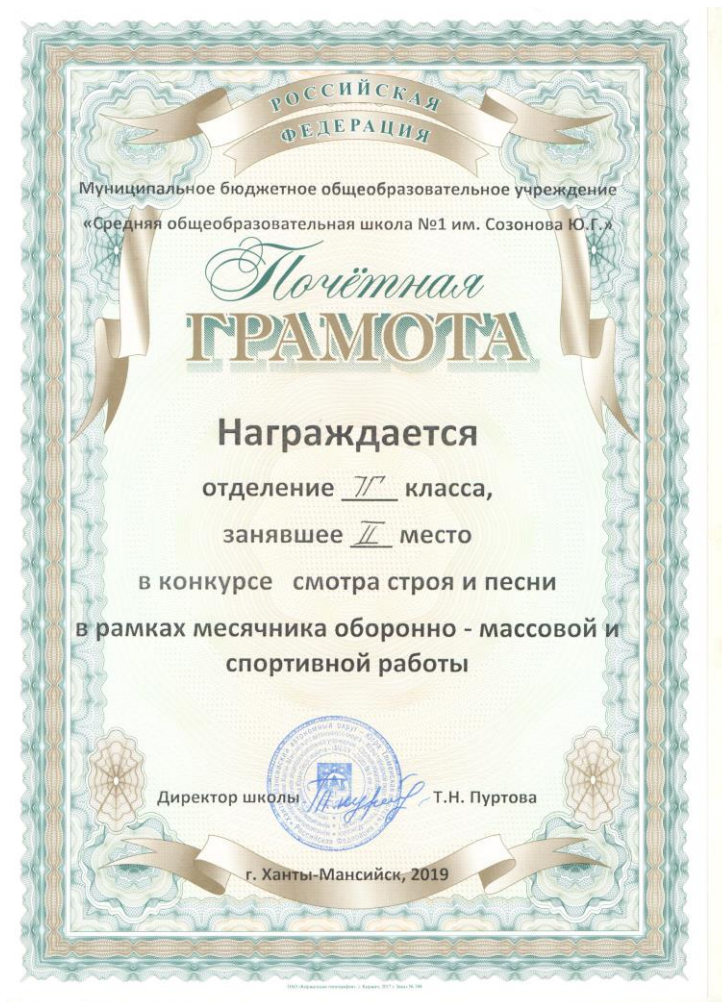 РОССИЙСКАЯ
ФЕДЕРАЦИЯ
Муниципальное бюджетное общеобразовательное учреждение
«Средняя общеобразовательная школа №1 им. Созонова Ю.Г.»
Почётная
ГРАМОТА
Награждается
отделение класса,
занявшее II место
в конкурсе смотра строя и песни
в рамках месячника оборонно - массовой и
спортивной работы
Директор школы Т.Н. Пуртова
г. Ханты-Мансийск, 2019